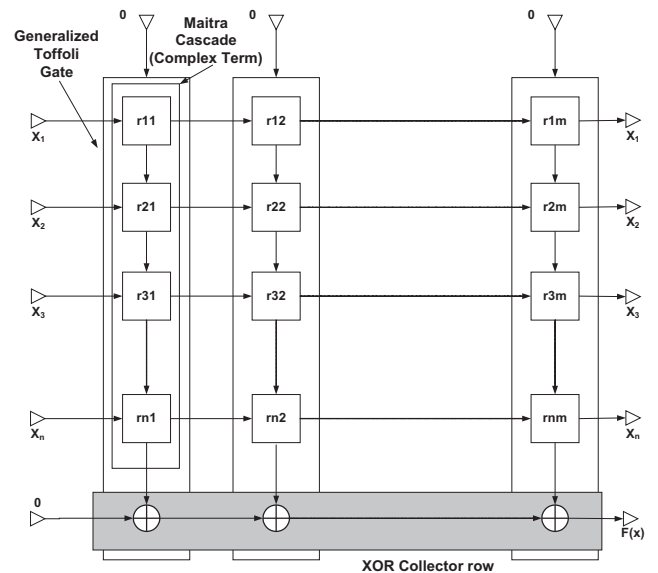 0
0
0
Generalized
Toffoli
Gate
Maitra
Cascade
(Complex Term)
X1
r11
r12
r1m
X1
X2
r21
r22
r2m
X2
X3
r31
r32
r3m
X3
Xn
rn1
rn2
rnm
Xn
0
F(x)
XOR Collector row